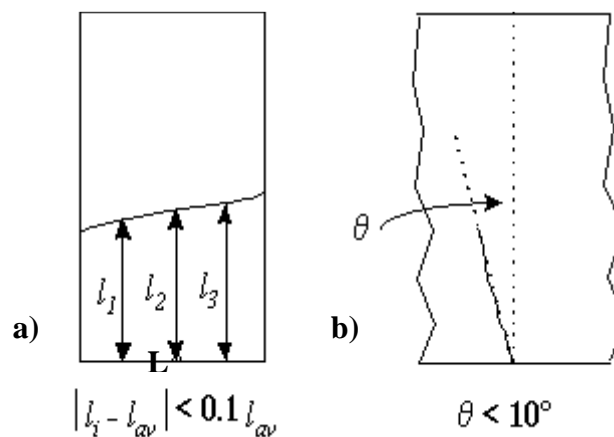 θ
l₁ l₂ l₃
a) b)
L
|lᵢ - lₐᵥ| < 0.1 lₐᵥ θ < 10°